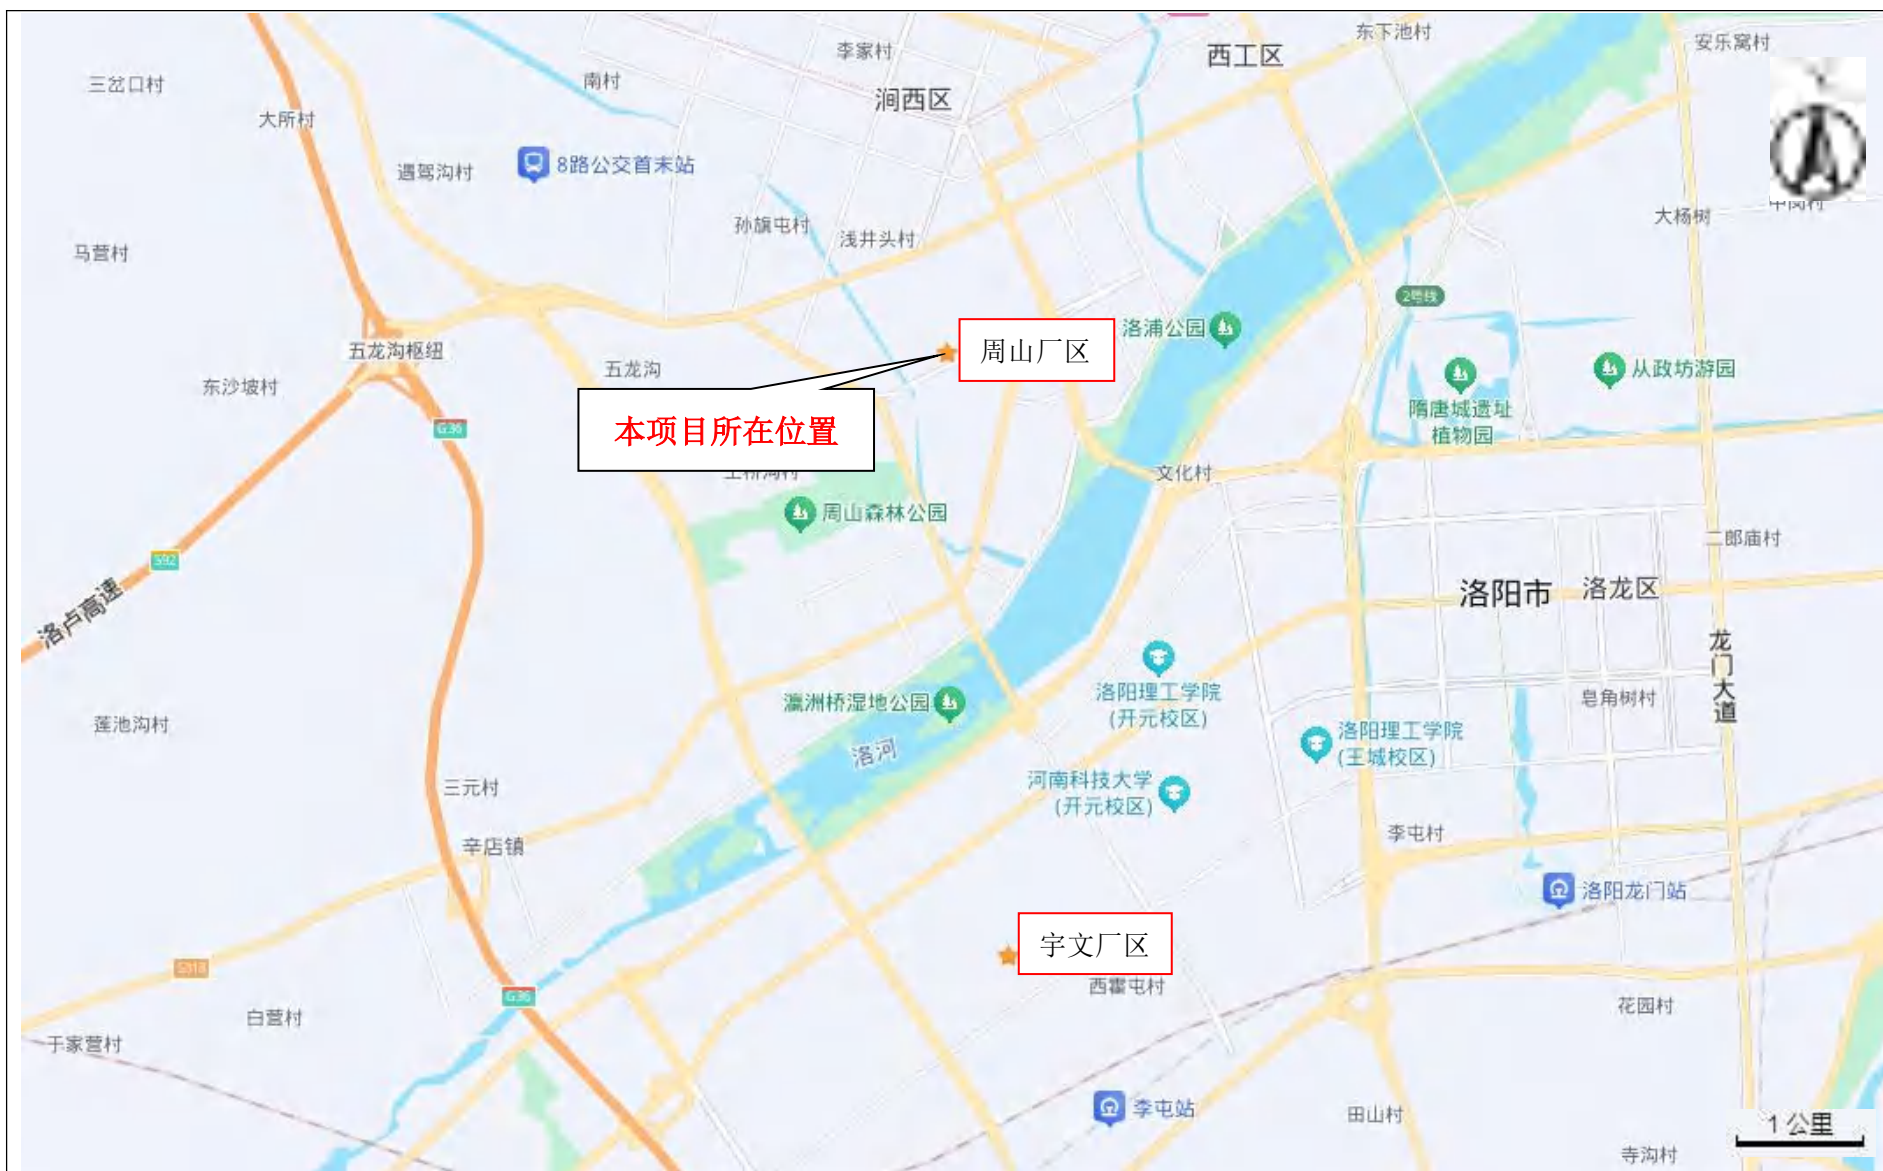 东下池村
安乐窝村
李家村
西工区
三岔口村
南村
涧西区
大所村
遇驾沟村
8路公交首末站
孙旗屯村
浅井头村
大杨树
马营村
2号线
洛浦公园
周山厂区
五龙沟枢纽
五龙沟
从政坊游园
东沙坡村
隋唐城遗址
植物园
本项目所在位置
G36
文化村
周山森林公园
二郎庙村
S92
洛卢高速
洛阳市
洛龙区
龙门大道
洛阳理工学院
(开元校区)
皂角树村
瀛洲桥湿地公园
莲池沟村
洛阳理工学院
(王城校区)
洛河
河南科技大学
(开元校区)
三元村
李屯村
辛店镇
洛阳龙门站
宇文厂区
S318
西霍屯村
G36
花园村
白营村
于家营村
李屯站
田山村
1 公里
寺沟村